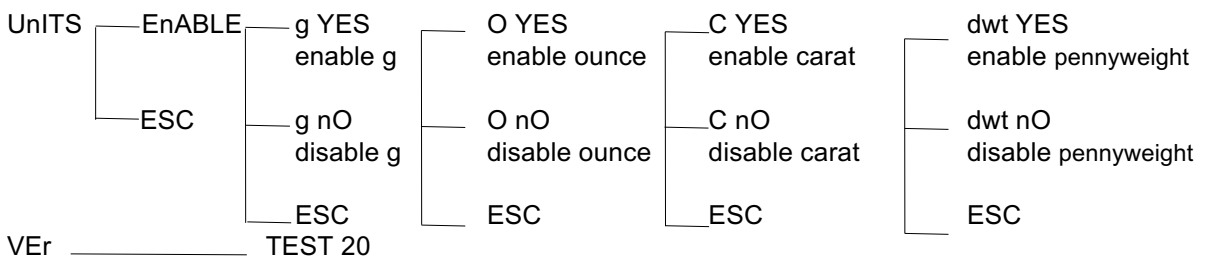 UnITS EnABLE g YES O YES C YES dwt YES
enable g enable ounce enable carat enable pennyweight
ESC g nO O nO C nO dwt nO
disable g disable ounce disable carat disable pennyweight
ESC ESC ESC ESC
VEr TEST 20